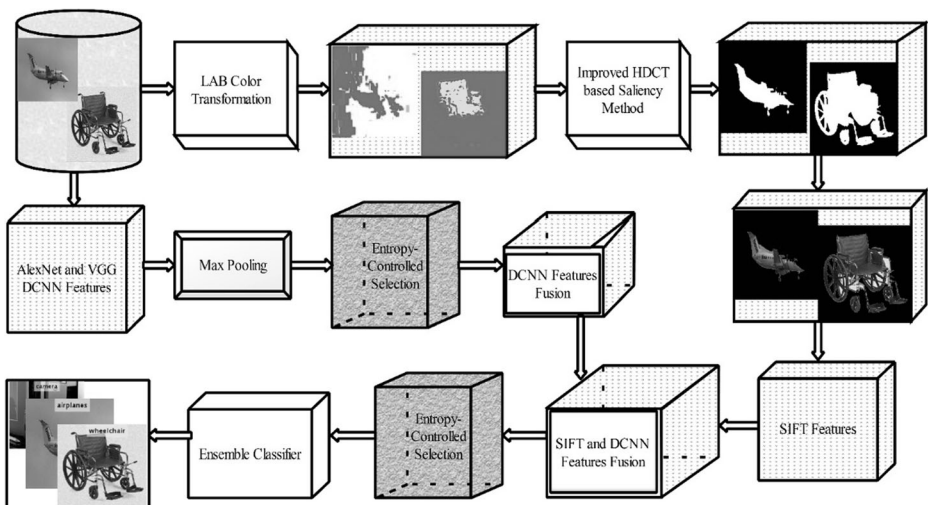 LAB Color
Transformation
Improved HDCT
based Saliency
Method
AlexNet and VGG
DCNN Features
Max Pooling
Entropy-
Controlled
Selection
DCNN Features
Fusion
camera
airplanes
wheelchair
Ensemble Classifier
Entropy-
Controlled
Selection
SIFT and DCNN
Features Fusion
SIFT Features